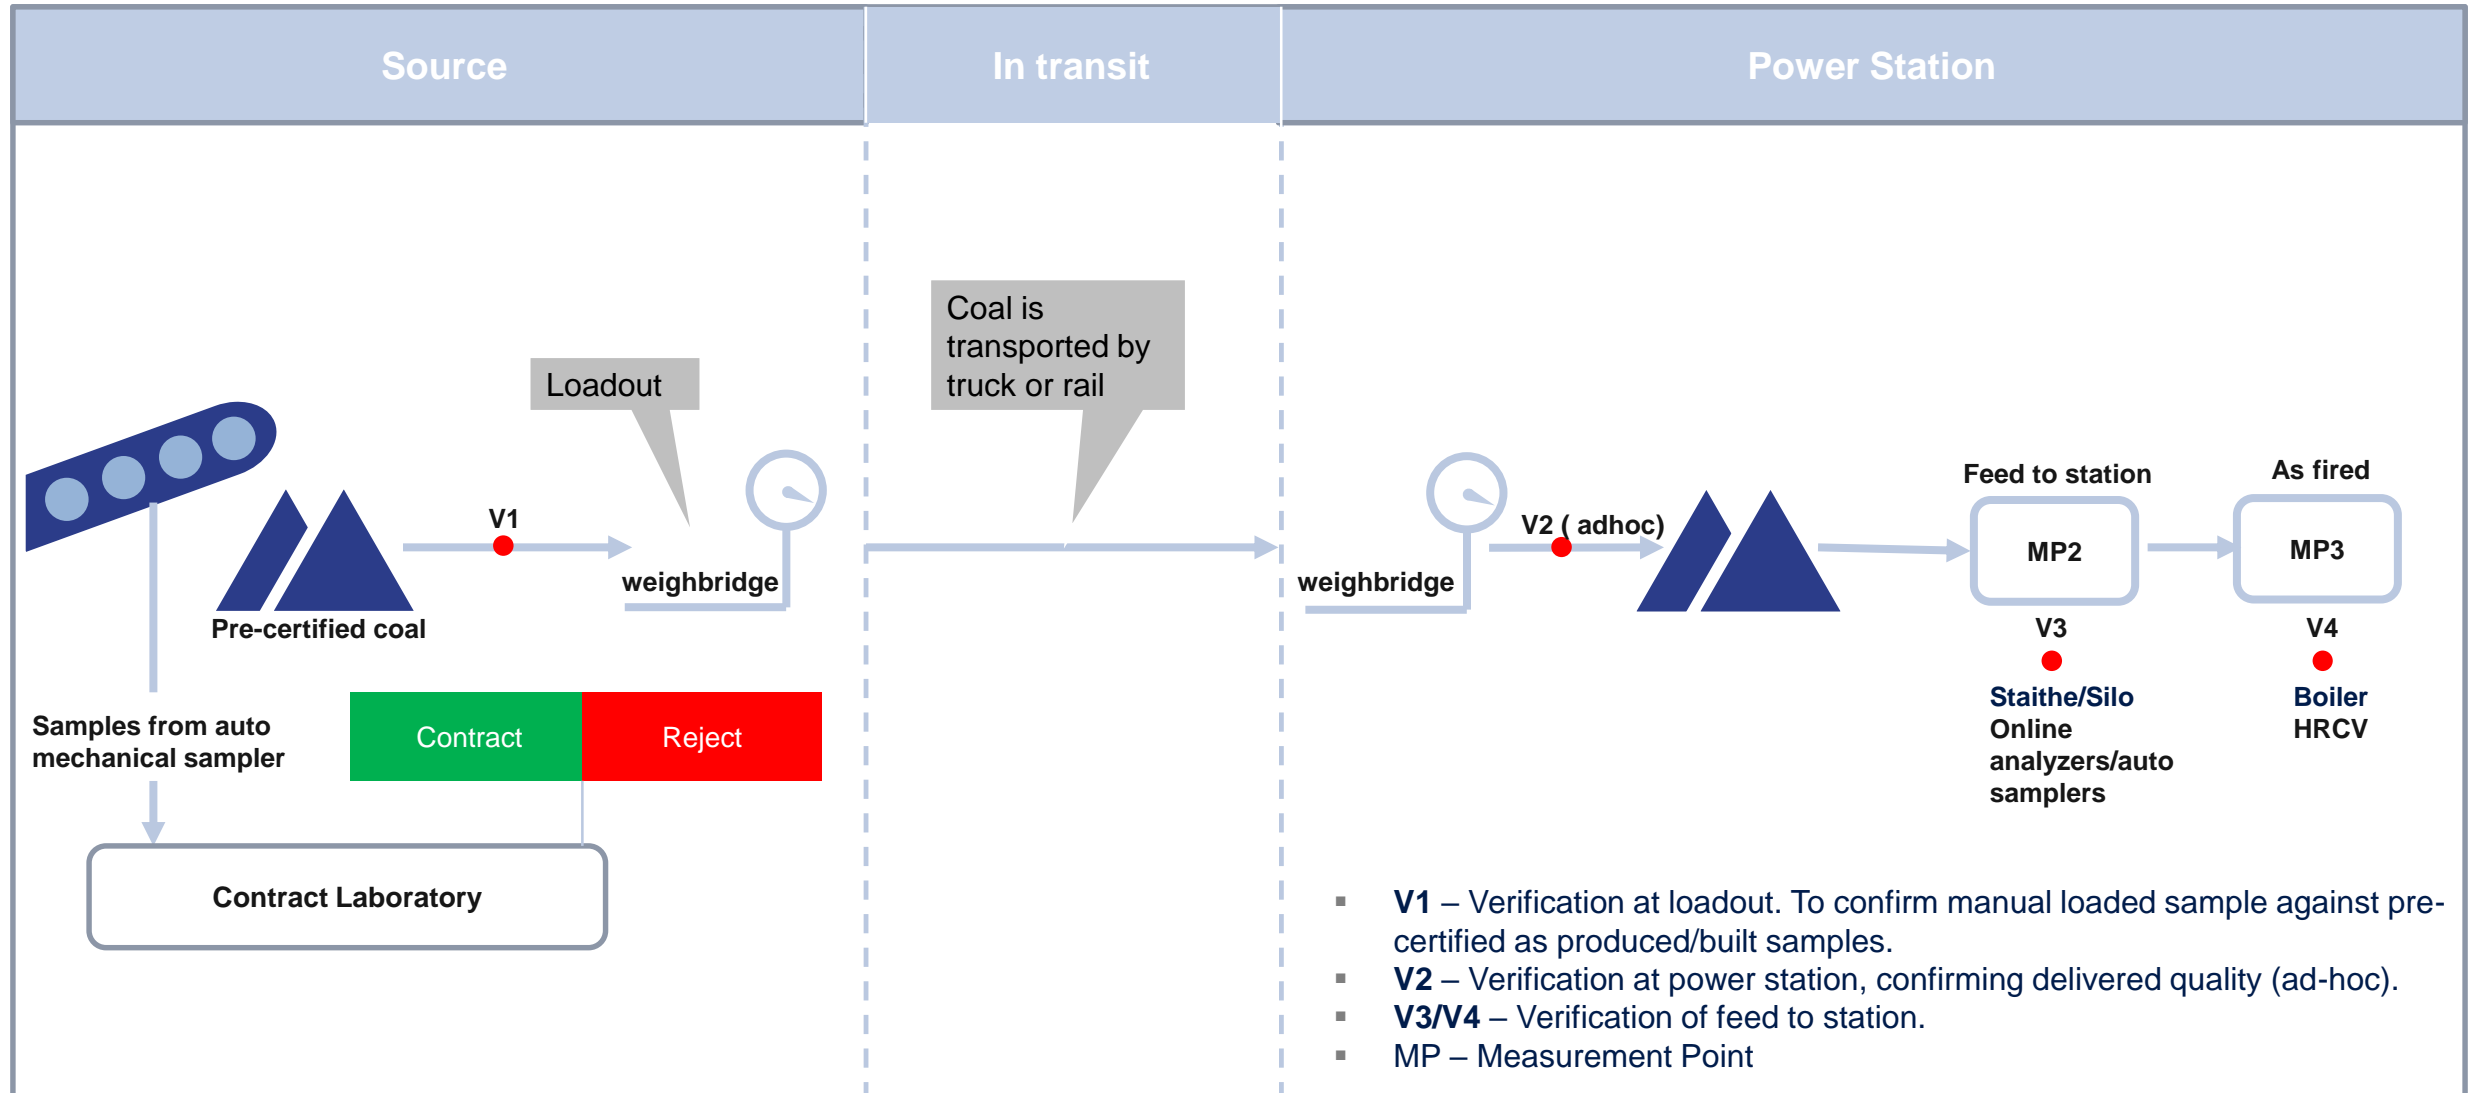 Source
In transit
Power Station
Coal is
transported by
truck or rail
Loadout
V1
weighbridge
Pre-certified coal
Samples from auto
mechanical sampler
Contract
Reject
Contract Laboratory
weighbridge
V2 ( adhoc)
Feed to station
MP2
As fired
MP3
V3
Staithe/Silo
Online
analyzers/auto
samplers
V4
Boiler
HRCV
▪ V1 – Verification at loadout. To confirm manual loaded sample against pre-
certified as produced/built samples.
▪ V2 – Verification at power station, confirming delivered quality (ad-hoc).
▪ V3/V4 – Verification of feed to station.
▪ MP – Measurement Point